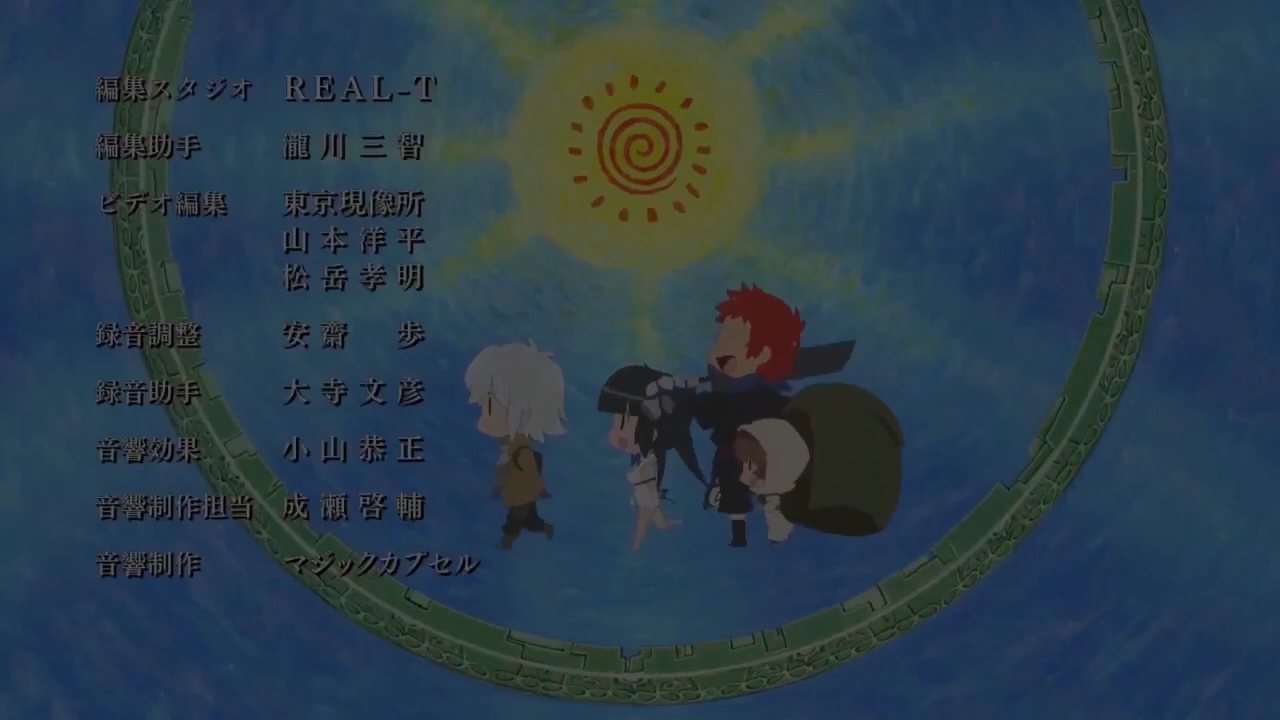 編集スタジオ REAL-T
編集助手 瀧川三智
ビデオ編集 東京現像所
山本洋平
松岳孝明
録音調整 安齋 歩
録音助手 大寺文彦
音響効果 小山恭正
音響制作担当 成瀬啓輔
音響制作 マジックカプセル